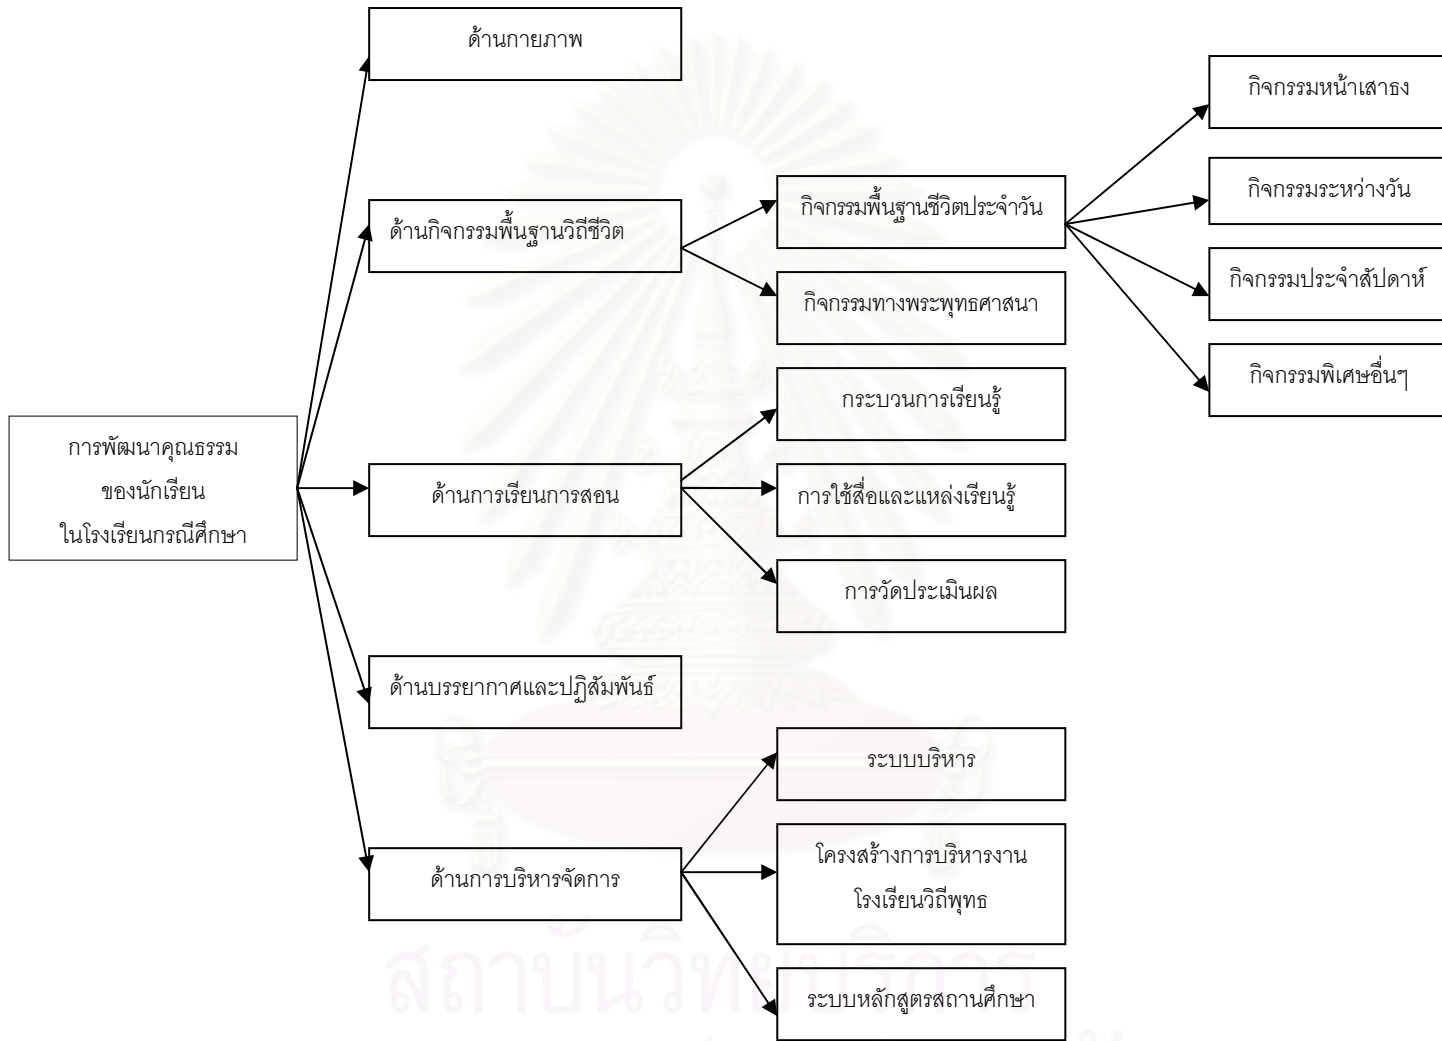 ด้านกายภาพ
กิจกรรมหน้าเสาธง
กิจกรรมระหว่างวัน
กิจกรรมพื้นฐานชีวิตประจำวัน
ด้านกิจกรรมพื้นฐานวิถีชีวิต
กิจกรรมประจำสัปดาห์
กิจกรรมทางพระพุทธศาสนา
กิจกรรมพิเศษอื่นๆ
กระบวนการเรียนรู้
การพัฒนาคุณธรรม
ของนักเรียน
ในโรงเรียนกรณีศึกษา
ด้านการเรียนการสอน
การใช้สื่อและแหล่งเรียนรู้
การวัดประเมินผล
ด้านบรรยากาศและปฏิสัมพันธ์
ระบบบริหาร
โครงสร้างการบริหารงาน
โรงเรียนวิถีพุทธ
ด้านการบริหารจัดการ
ระบบหลักสูตรสถานศึกษา
สถาบันวิทยบริการ